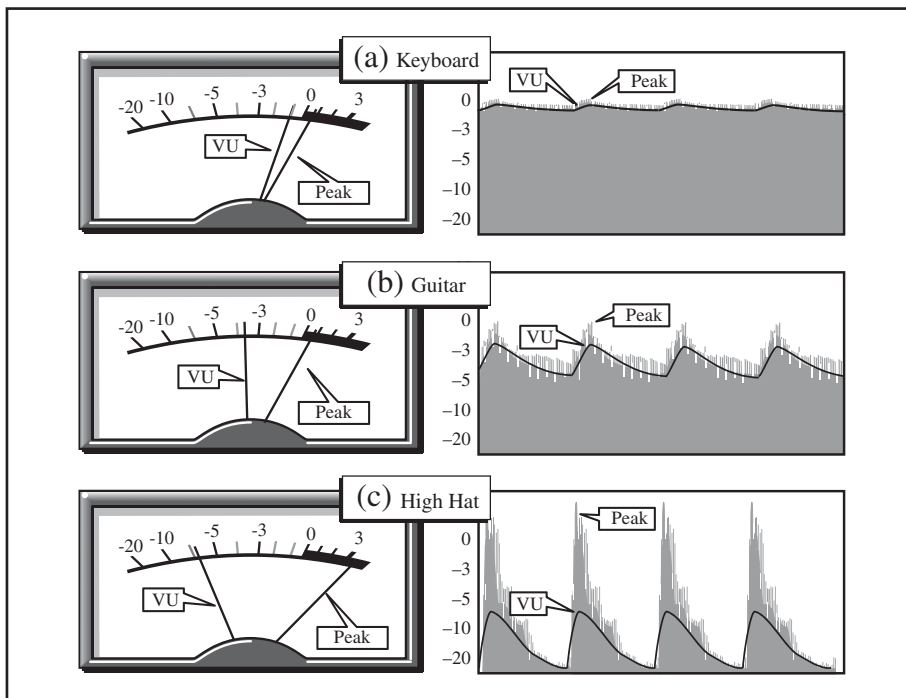 (a) Keyboard
-20 -10 -5 -3 0 3
VU
Peak
VU Peak
0
–3
–5
–10
–20
(b) Guitar
-20 -10 -5 -3 0 3
VU
Peak
Peak
VU
0
–3
–5
–10
–20
(c) High Hat
-20 -10 -5 -3 0 3
VU
Peak
Peak
VU
0
–3
–5
–10
–20